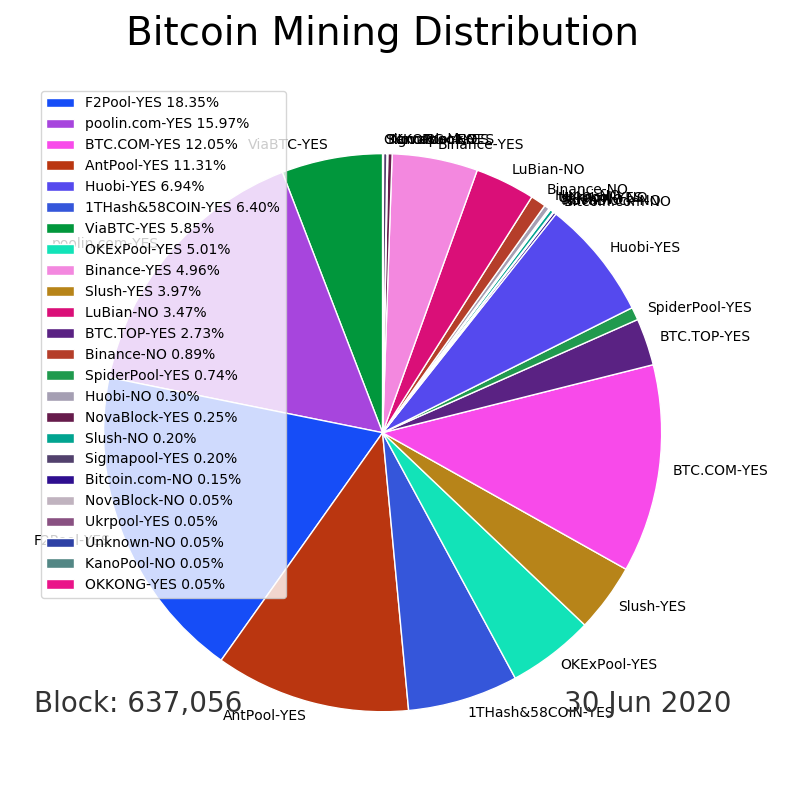 Bitcoin Mining Distribution
F2Pool-YES 18.35%
poolin.com-YES 15.97%
BTC.COM-YES 12.05%
AntPool-YES 11.31%
Huobi-YES 6.94%
1THash&58COIN-YES 6.40%
ViaBTC-YES 5.85%
OKExPool-YES 5.01%
Binance-YES 4.96%
Slush-YES 3.97%
LuBian-NO 3.47%
BTC.TOP-YES 2.73%
Binance-NO 0.89%
SpiderPool-YES 0.74%
Huobi-NO 0.30%
NovaBlock-YES 0.25%
Slush-NO 0.20%
Sigmapool-YES 0.20%
Bitcoin.com-NO 0.15%
NovaBlock-NO 0.05%
Ukrpool-YES 0.05%
Unknown-NO 0.05%
KanoPool-NO 0.05%
OKKONG-YES 0.05%
ViaBTC-YES
Binance-YES
LuBian-NO
Binance-NO
Bitcoin.com-NO
poolin.com-YES
Huobi-YES
SpiderPool-YES
BTC.TOP-YES
BTC.COM-YES
F2Pool-YES
Slush-YES
OKExPool-YES
1THash&58COIN-YES
AntPool-YES
Block: 637,056
30 Jun 2020